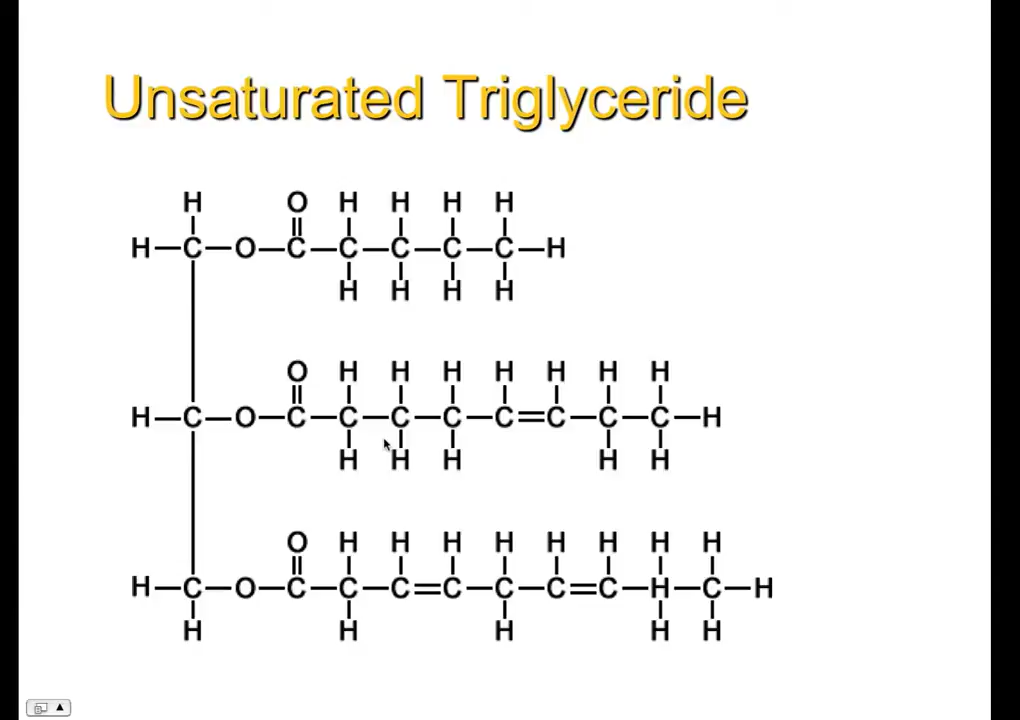 Unsaturated Triglyceride
H O H H H H
H–C–O–C–C–C–C–C–H
H H H H
O H H H H H H H
H–C–O–C–C–C–C–C=C–C–C–H
H H H H H
O H H H H H H H H
H–C–O–C–C–C=C–C–C=C–H–C–H
H H H H H